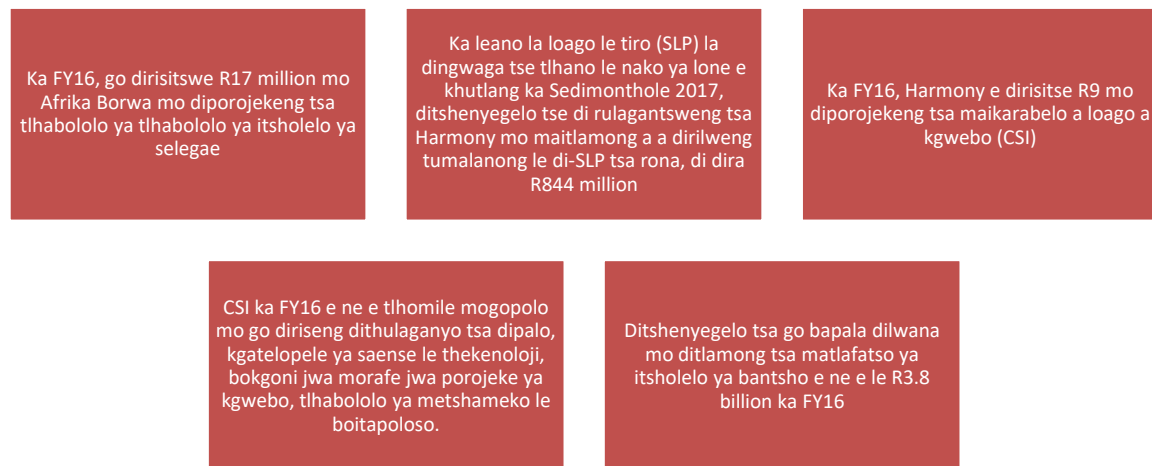 Ka FY16, go dirisitswe R17 million mo
Afrika Borwa mo diporojekeng tsa
tlhabololo ya tlhabololo ya itsholelo ya
selegae
Ka leano la loago le tiro (SLP) la
dingwaga tse tlhano le nako ya lone e
khutlang ka Sedimonthole 2017,
ditshenyegelo tse di rulagantsweng tsa
Harmony mo maitlamong a a dirilweng
tumalanong le di-SLP tsa rona, di dira
R844 million
Ka FY16, Harmony e dirisitse R9 mo
diporojekeng tsa maikarabelo a loago a
kgwebo (CSI)
CSI ka FY16 e ne e tlhomile mogopolo
mo go diriseng dithulaganyo tsa dipalo,
kgatelopele ya saense le thekenoloji,
bokgoni jwa morafe jwa porojeke ya
kgwebo, tlhabololo ya metshameko le
boitapoloso.
Ditshenyegelo tsa go bapala dilwana
mo ditlamong tsa matlafatso ya
itsholelo ya bantsho e ne e le R3.8
billion ka FY16